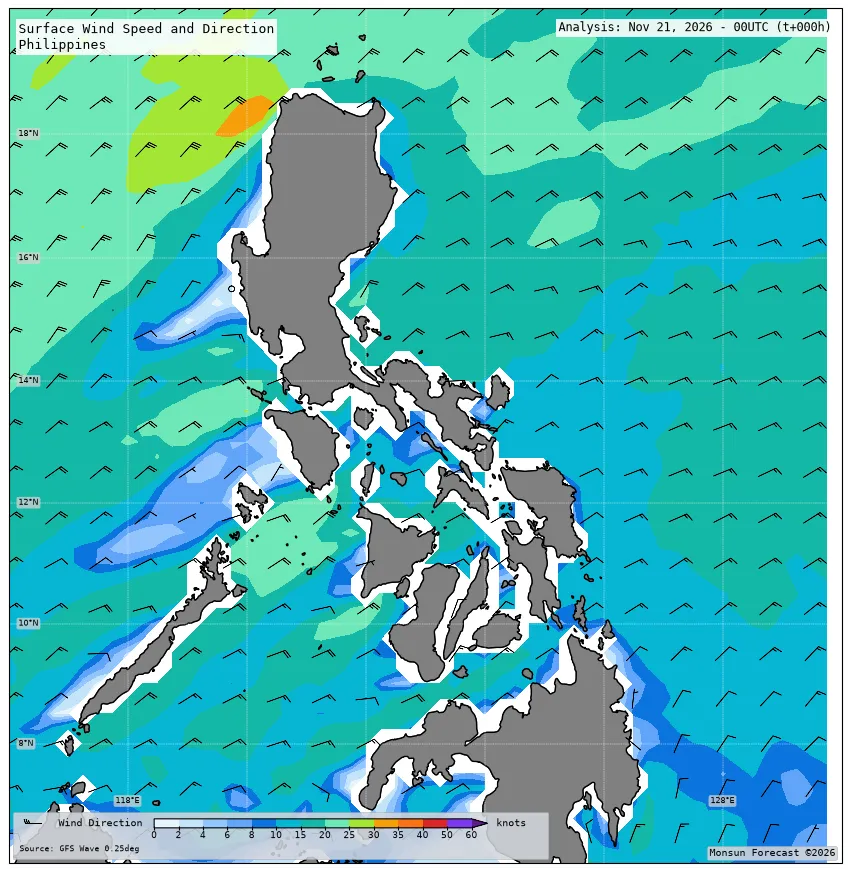 Surface Wind Speed and Direction
Philippines
Analysis: Nov 21, 2026 - 00UTC (t+000h)
18°N
16°N
14°N
12°N
10°N
8°N
118°E
128°E
Wind Direction
knots
0 2 4 6 8 10 15 20 25 30 35 40 50 60
Source: GFS Wave 0.25deg
Monsun Forecast ©2026